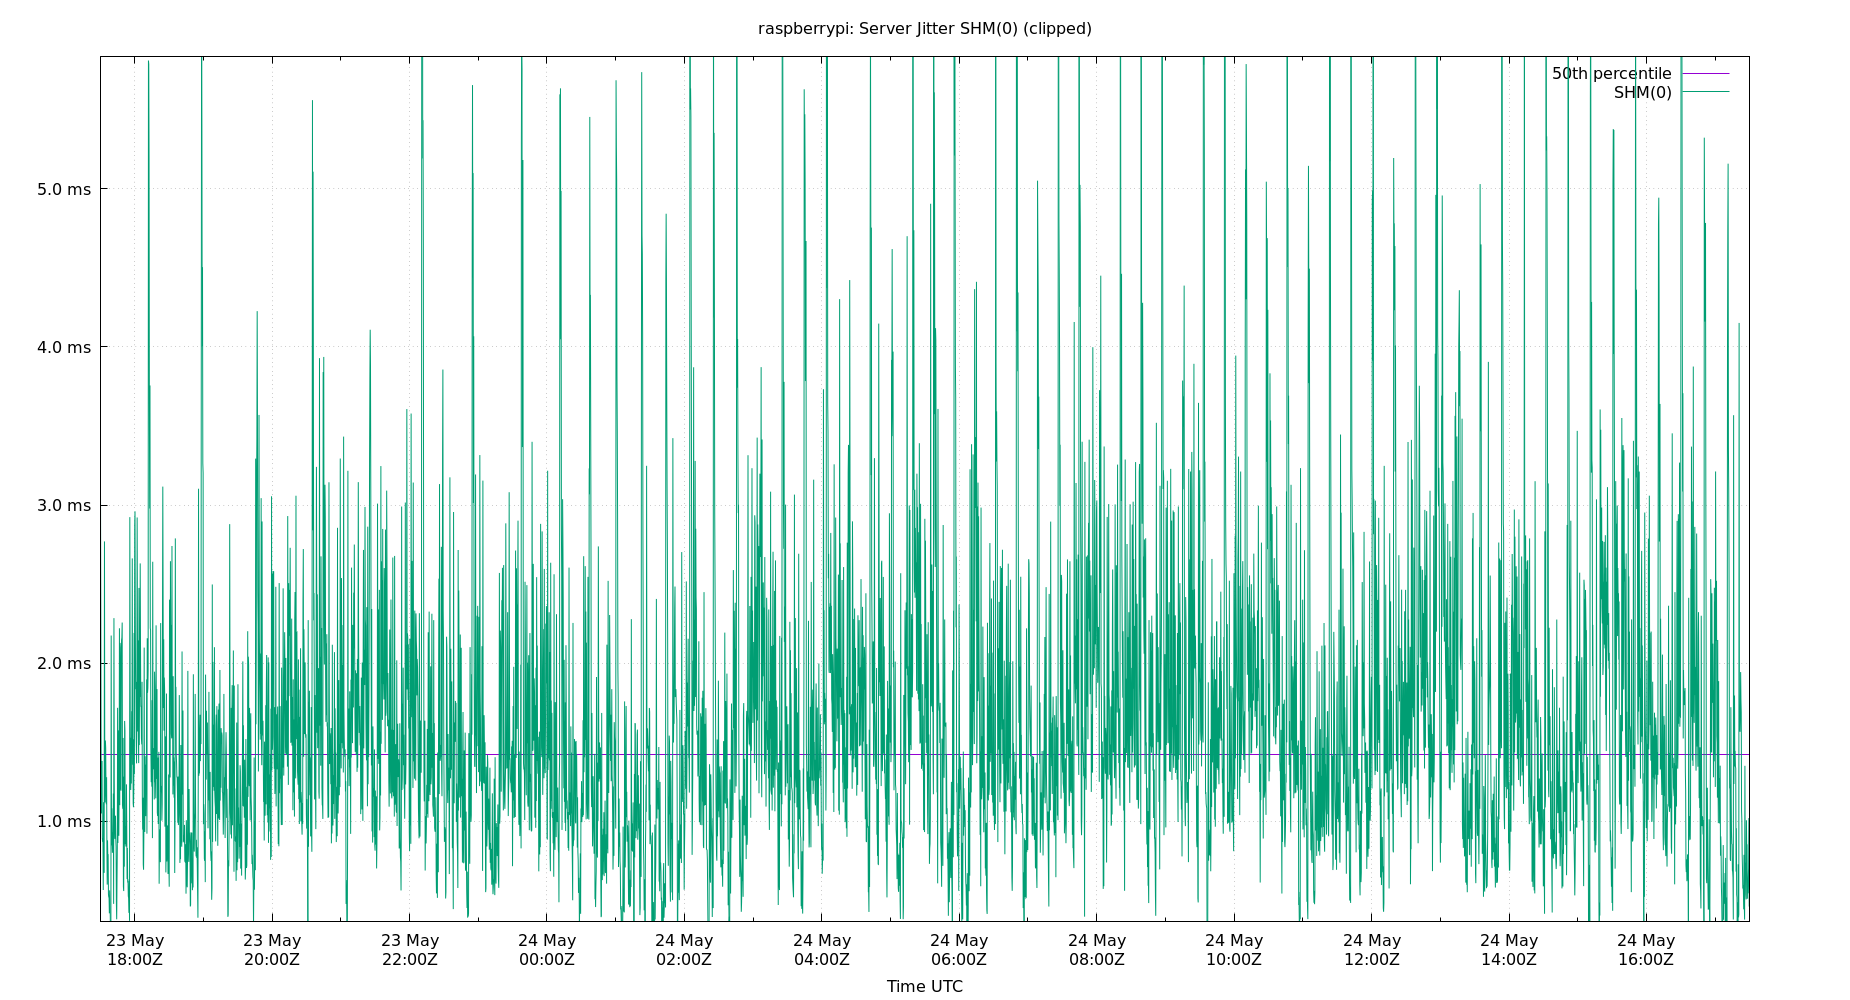 raspberrypi: Server Jitter SHM(0) (clipped)
50th percentile
SHM(0)
5.0 ms
4.0 ms
3.0 ms
2.0 ms
1.0 ms
23 May 23 May 23 May 24 May 24 May 24 May 24 May 24 May 24 May 24 May 24 May 24 May
18:00Z 20:00Z 22:00Z 00:00Z 02:00Z 04:00Z 06:00Z 08:00Z 10:00Z 12:00Z 14:00Z 16:00Z
Time UTC